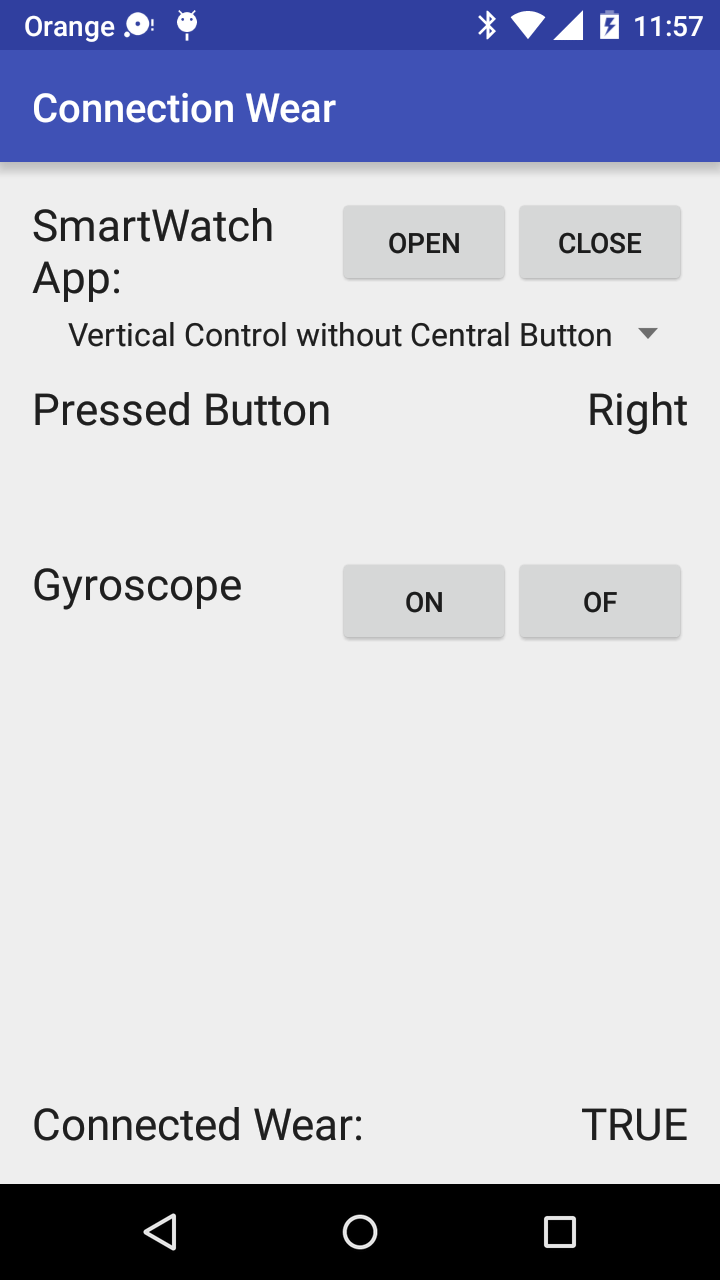 Orange 11:57
Connection Wear
SmartWatch
App:
OPEN CLOSE
Vertical Control without Central Button
Pressed Button Right
Gyroscope ON OF
Connected Wear: TRUE